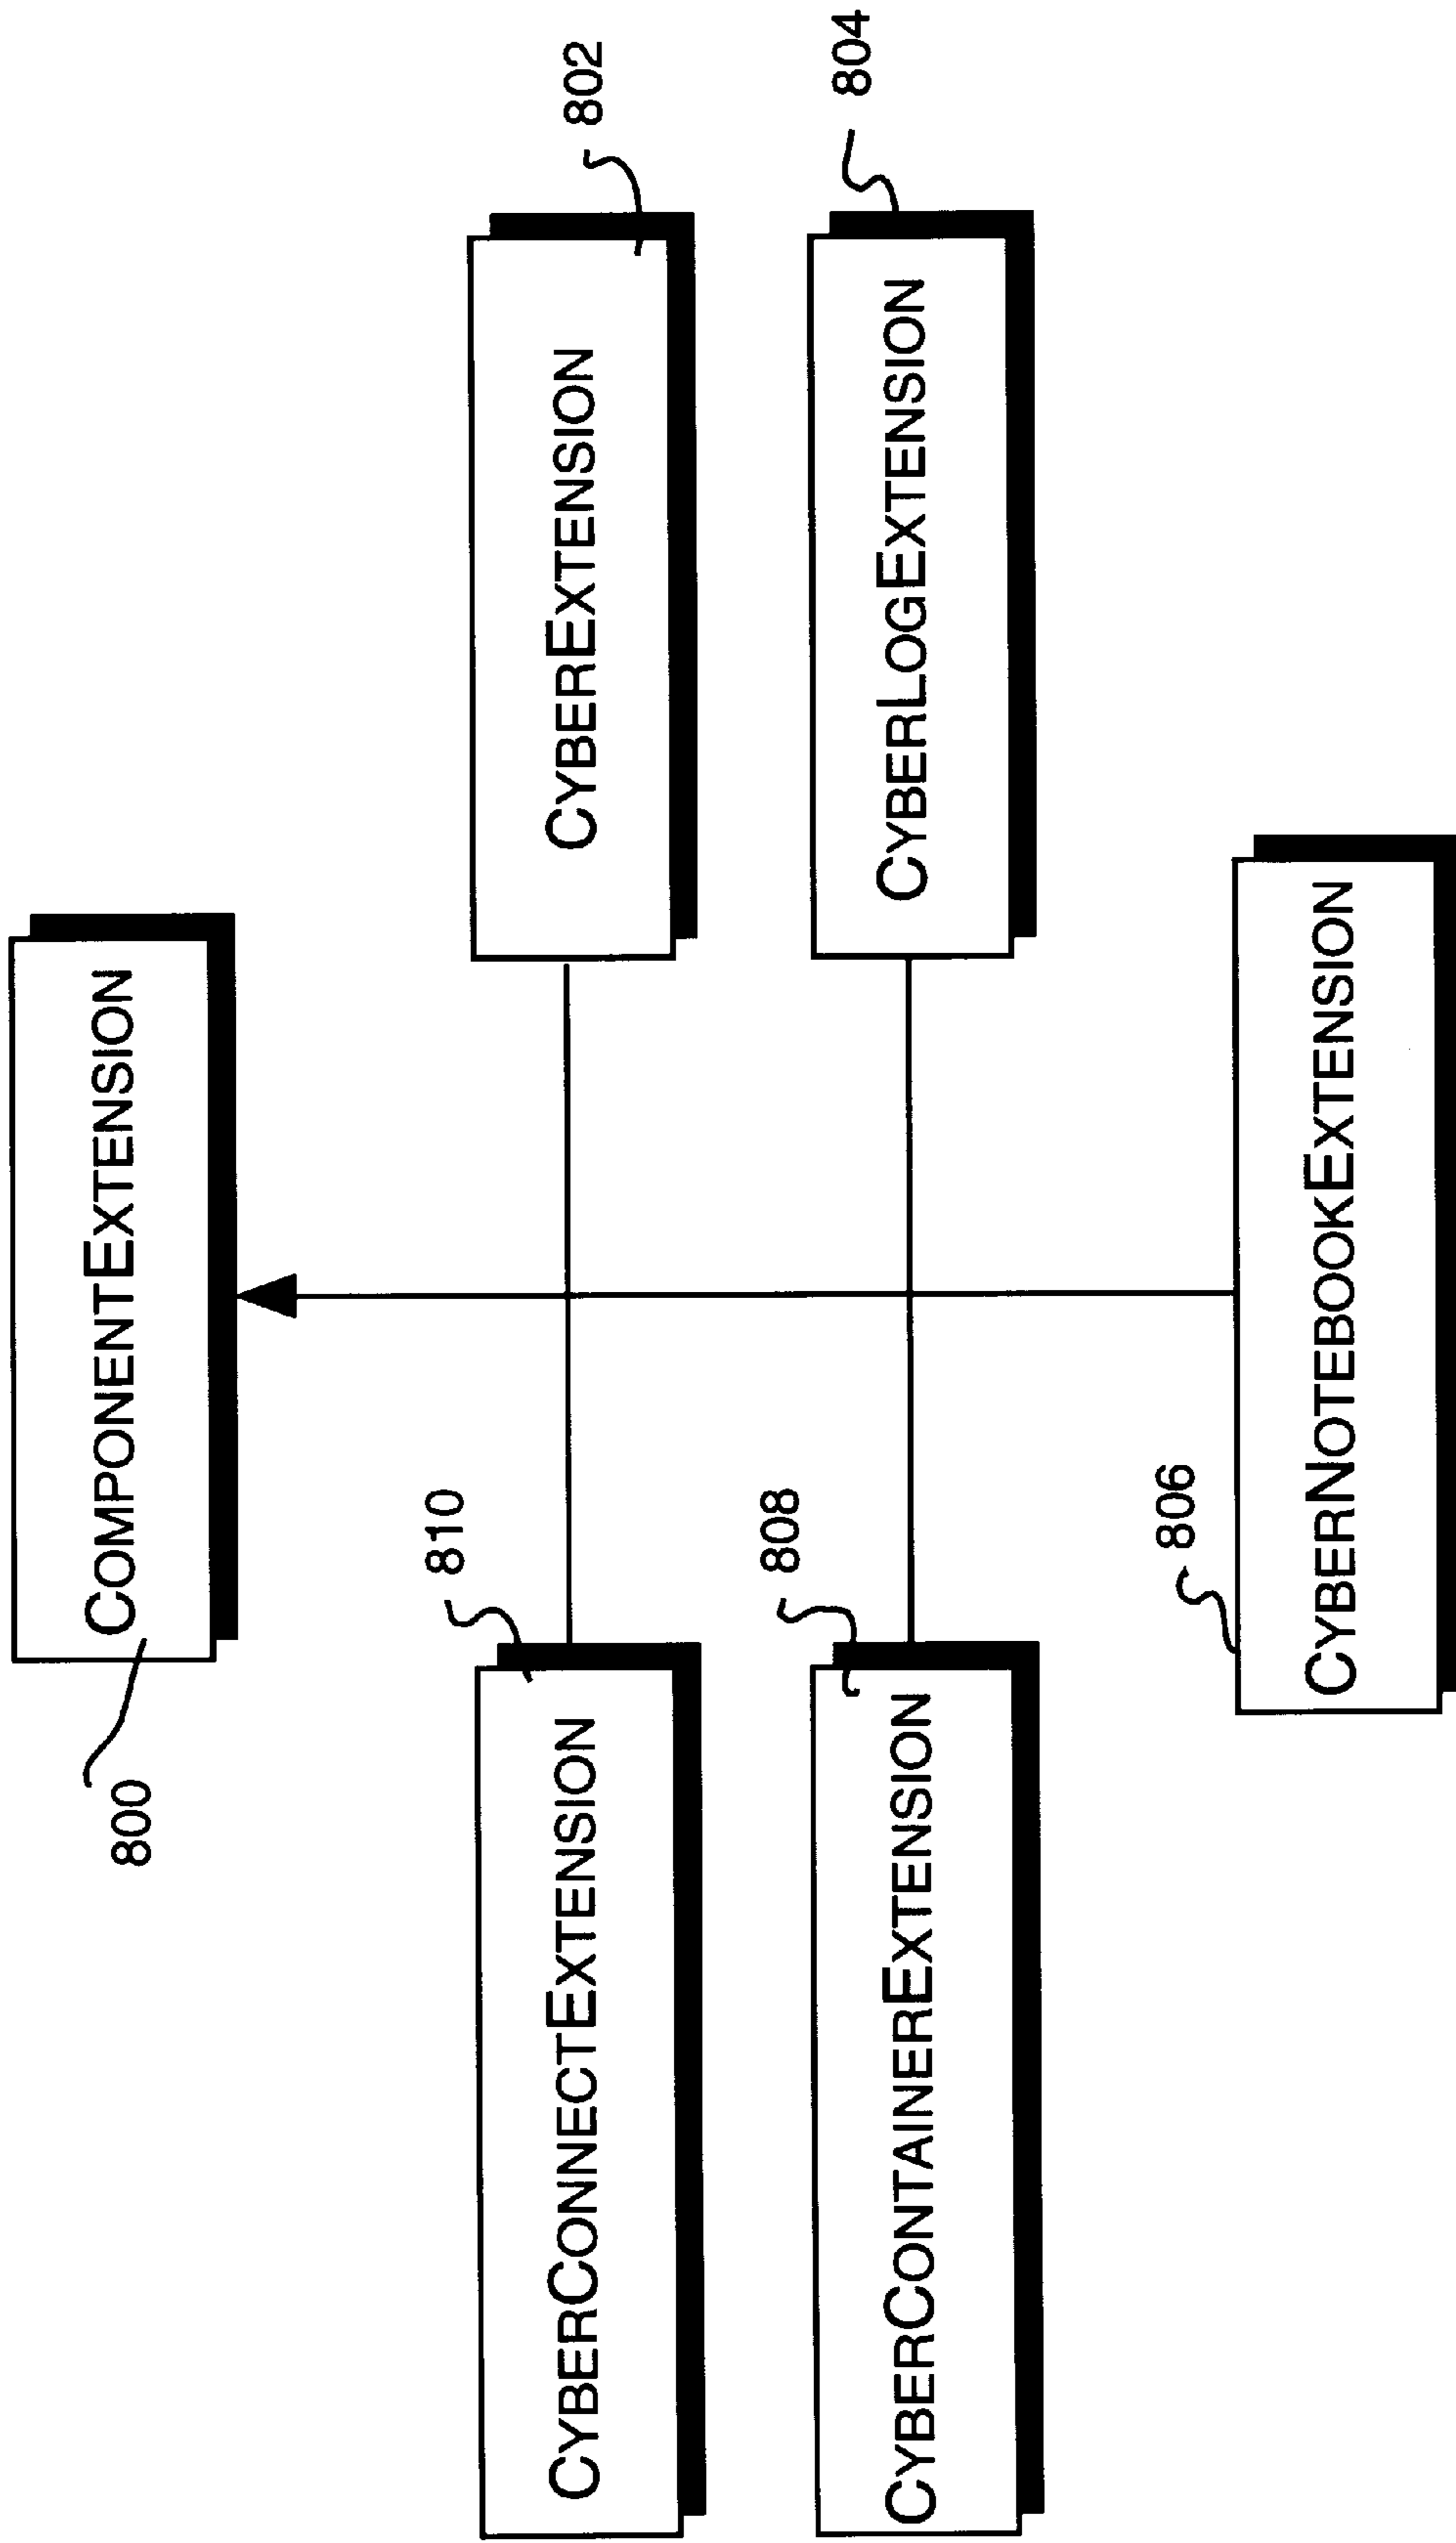 800
ComponentExtension
810
CyberConnectExtension
CyberExtension
802
808
CyberContainerExtension
CyberLogExtension
804
806
CyberNotebookExtension